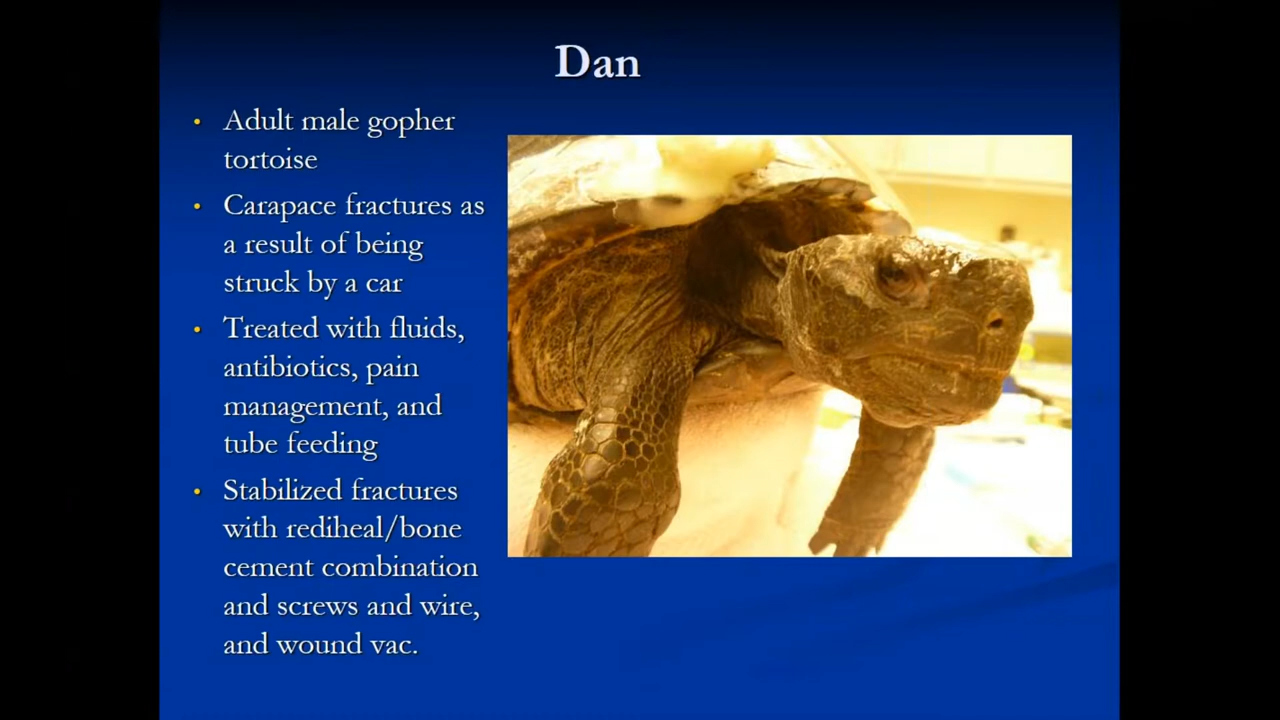 Dan
• Adult male gopher
tortoise
• Carapace fractures as
a result of being
struck by a car
• Treated with fluids,
antibiotics, pain
management, and
tube feeding
• Stabilized fractures
with rediheal/bone
cement combination
and screws and wire,
and wound vac.